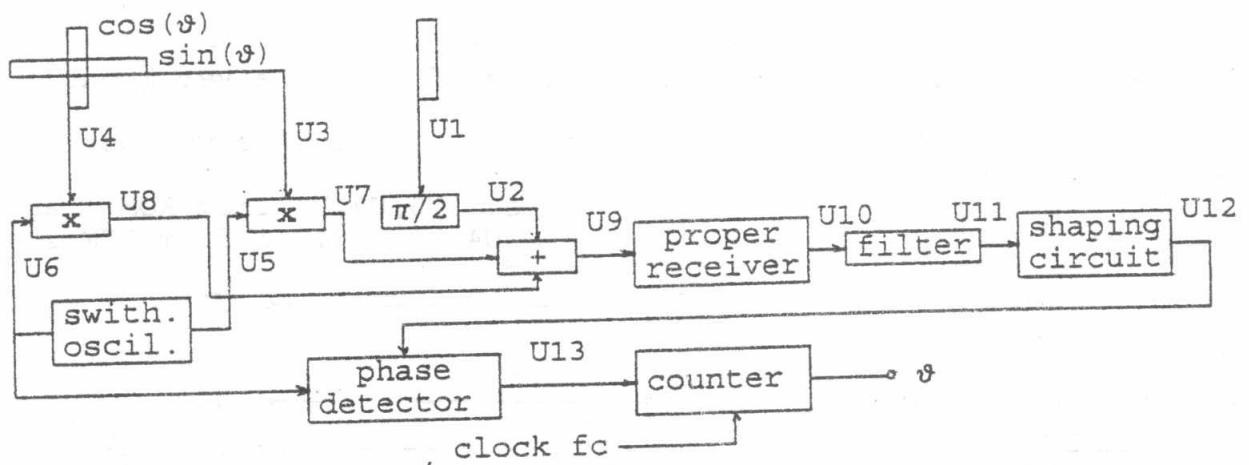 cos(ϑ)
sin(ϑ)
U4
U3
U1
x
U8
x
U7
π/2
U2
U9
U10
U11
U12
U6
U5
+
proper
receiver
filter
shaping
circuit
swith.
oscil.
phase
detector
U13
counter
ϑ
clock fc